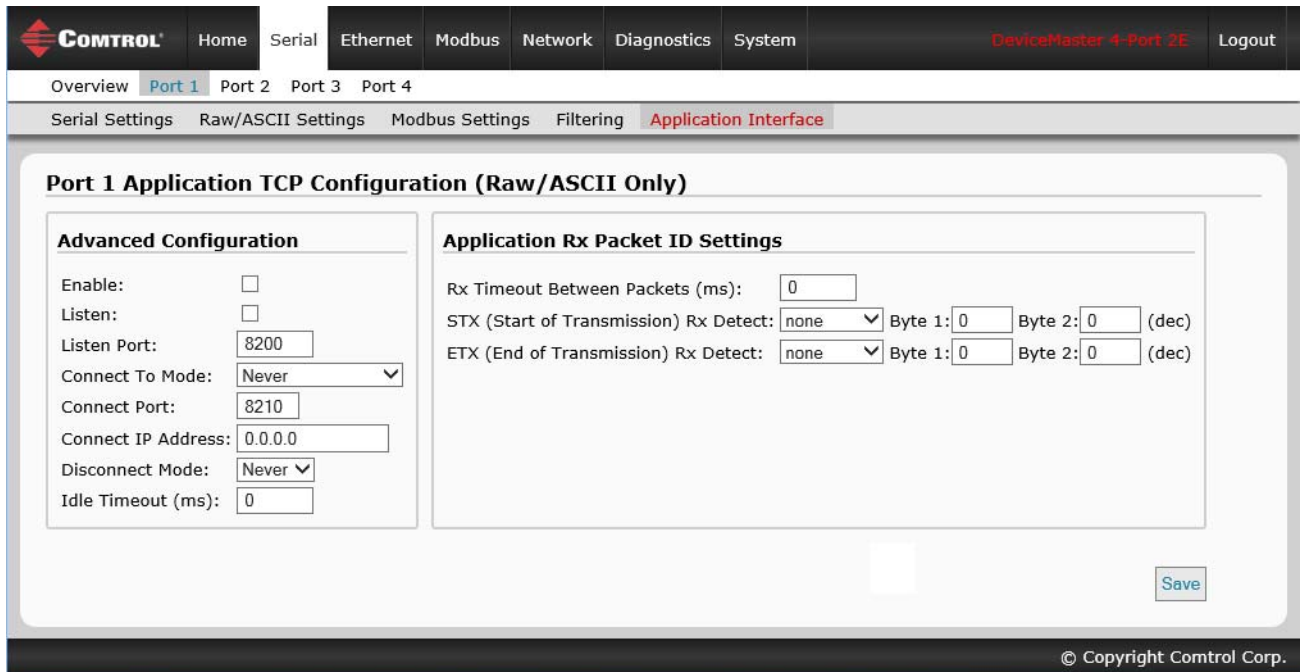 COMTROL Home Serial Ethernet Modbus Network Diagnostics System DeviceMaster 4-Port 2E Logout
Overview Port 1 Port 2 Port 3 Port 4
Serial Settings Raw/ASCII Settings Modbus Settings Filtering Application Interface
Port 1 Application TCP Configuration (Raw/ASCII Only)
Advanced Configuration
Enable:
Listen:
Listen Port: 8200
Connect To Mode: Never
Connect Port: 8210
Connect IP Address: 0.0.0.0
Disconnect Mode: Never
Idle Timeout (ms): 0
Application Rx Packet ID Settings
Rx Timeout Between Packets (ms): 0
STX (Start of Transmission) Rx Detect: none Byte 1: 0 Byte 2: 0 (dec)
ETX (End of Transmission) Rx Detect: none Byte 1: 0 Byte 2: 0 (dec)
Save
© Copyright Comtrol Corp.